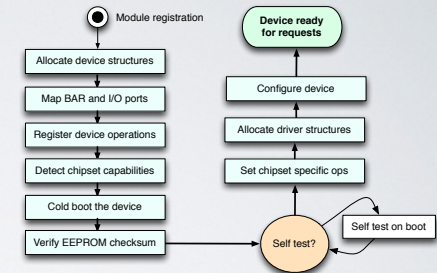 Module registration
Allocate device structures
Map BAR and I/O ports
Register device operations
Detect chipset capabilities
Cold boot the device
Verify EEPROM checksum
Self test?
Self test on boot
Set chipset specific ops
Allocate driver structures
Configure device
Device ready
for requests